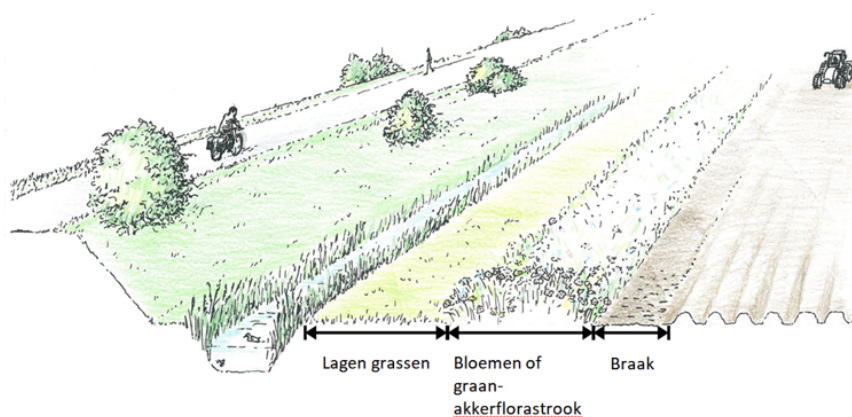 Lagen grassen
Bloemen of
graan-
akkerflorastrook
Braak